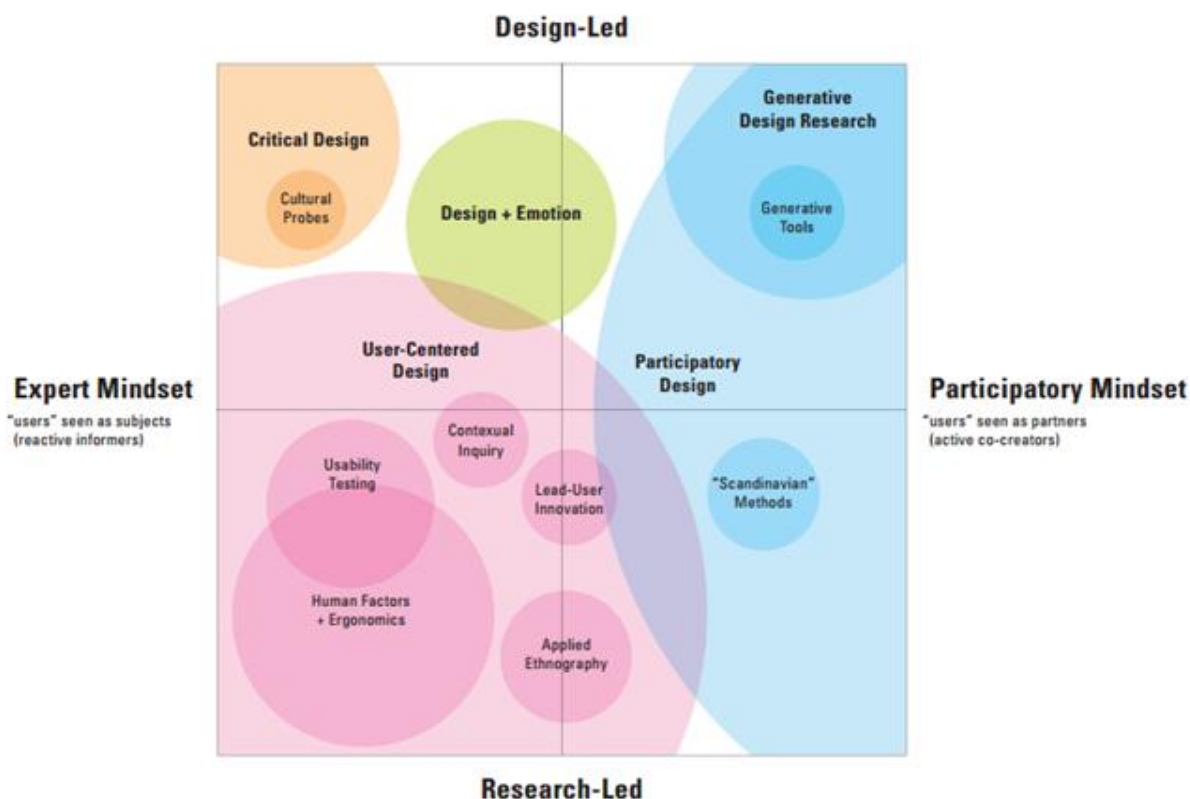 Design-Led
Generative
Design Research
Critical Design
Cultural
Probes
Design + Emotion
Generative
Tools
User-Centered
Design
Participatory
Design
Expert Mindset
"users" seen as subjects
(reactive informers)
Participatory Mindset
"users" seen as partners
(active co-creators)
Contexual
Inquiry
Usability
Testing
Lead-User
Innovation
"Scandinavian"
Methods
Human Factors
+ Ergonomics
Applied
Ethnography
Research-Led